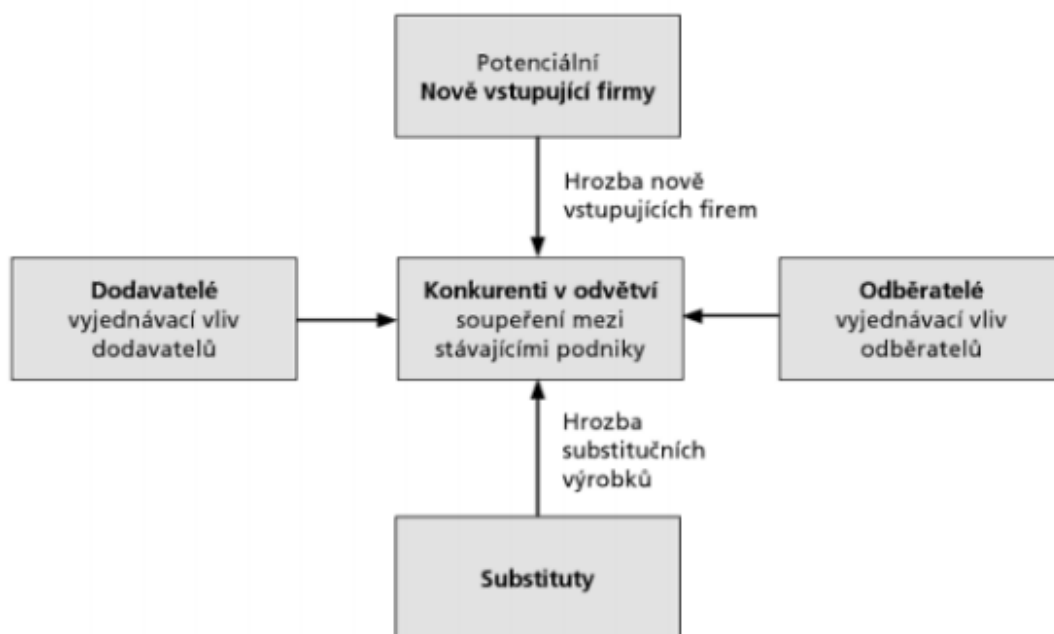 Potenciální
Nově vstupující firmy
Hrozba nově
vstupujících firem
Dodavatelé
vyjednávací vliv
dodavatelů
Konkurenti v odvětví
soupeření mezi
stávajícími podniky
Odběratelé
vyjednávací vliv
odběratelů
Hrozba
substitučních
výrobků
Substituty